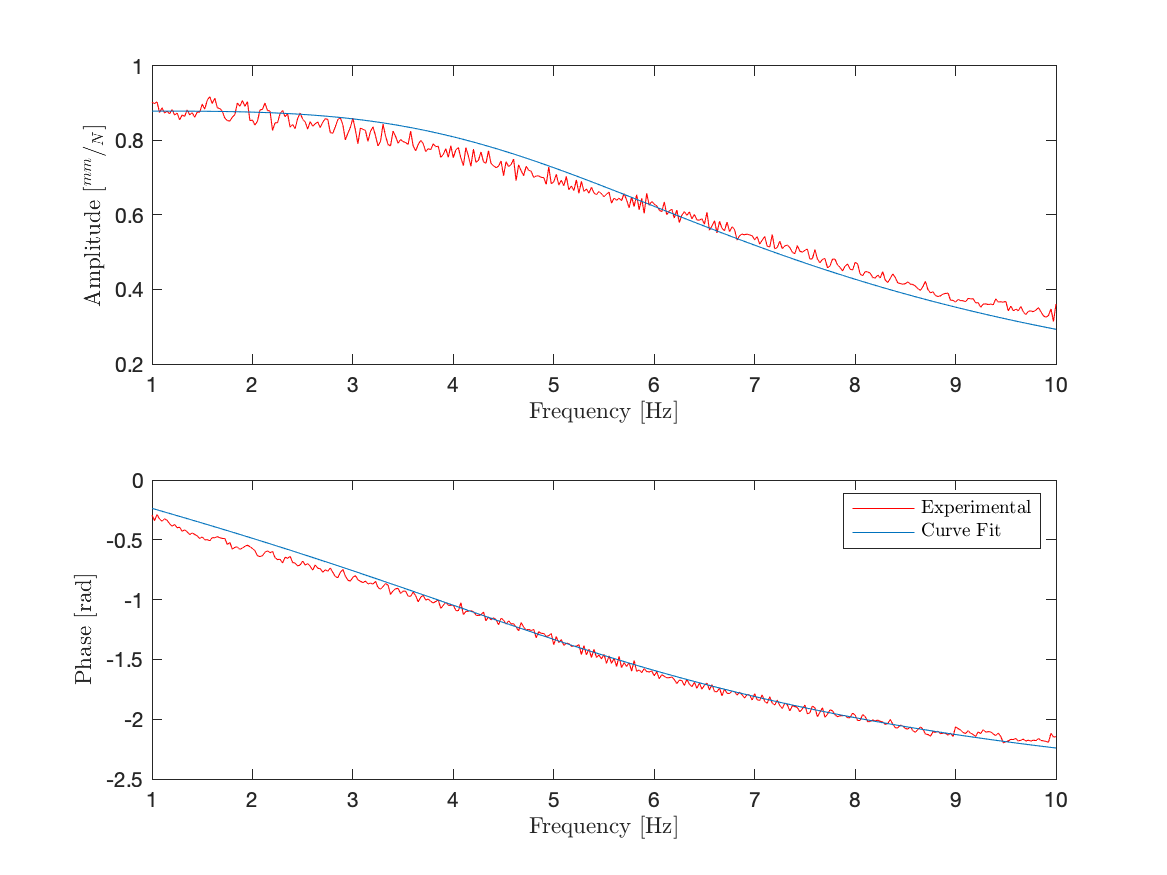 1
0.8
0.6
0.4
0.2
Amplitude [mm/N]
1 2 3 4 5 6 7 8 9 10
Frequency [Hz]
0
-0.5
-1
-1.5
-2
-2.5
Phase [rad]
Experimental
Curve Fit
1 2 3 4 5 6 7 8 9 10
Frequency [Hz]